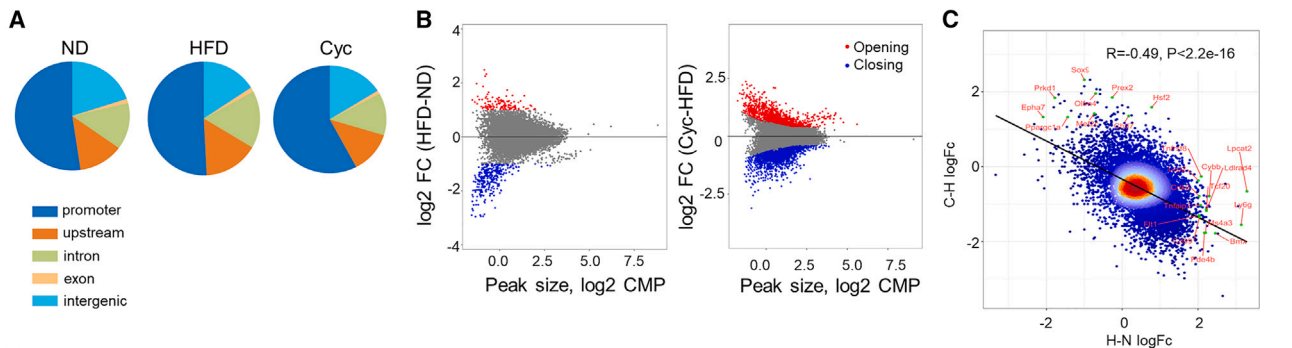 A
ND
HFD
Cyc
promoter
upstream
intron
exon
intergenic
B
log2 FC (HFD-ND)
4
2
0
-2
-4
0.0
2.5
5.0
7.5
Peak size, log2 CMP
log2 FC (Cyc-HFD)
2.5
0
-2.5
Opening
Closing
0.0
2.5
5.0
7.5
Peak size, log2 CMP
C
R=-0.49, P<2.2e-16
C-H logFc
2
0
-2
Prkd1
Prex2
Hsf2
Epha7
Ppargc1a
Lpcat2
Cybb
Ldlrad4
Ly6g
Pde4b
-2
0
2
H-N logFc